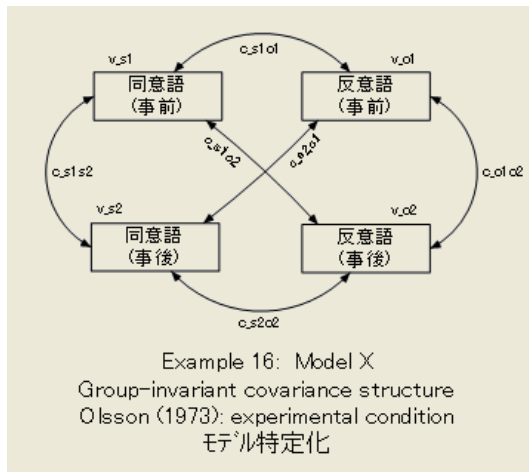 c_s1o1
v_s1
v_o1
同意語
(事前)
反意語
(事前)
c_s1o2
c_s2o1
c_s1s2
c_o1o2
v_s2
v_o2
同意語
(事後)
反意語
(事後)
c_s2o2
Example 16: Model X
Group-invariant covariance structure
Olsson (1973): experimental condition
モデル特定化